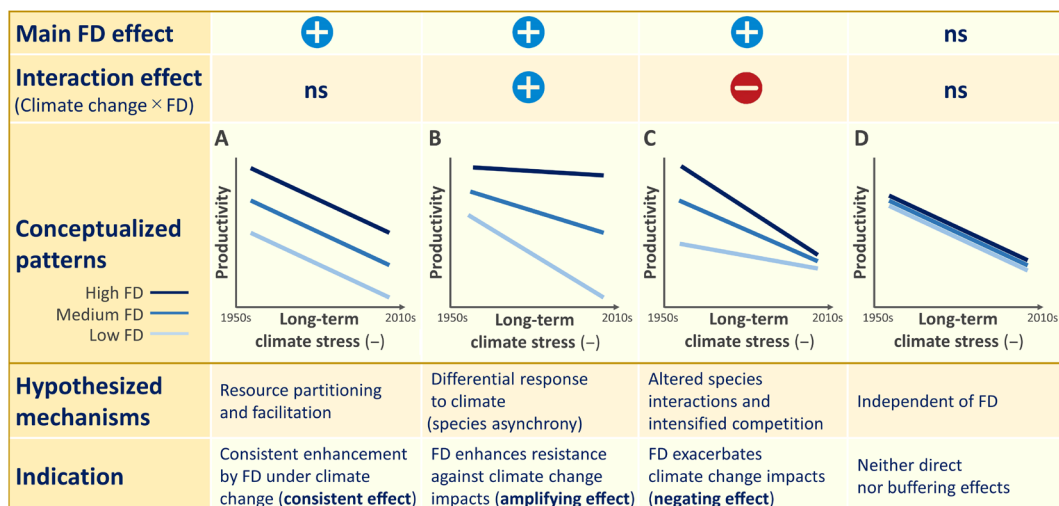 Main FD effect
ns
Interaction effect
(Climate change × FD)
ns
ns
Conceptualized
patterns
High FD
Medium FD
Low FD
A
Productivity
1950s
Long-term
2010s
climate stress (−)
B
Productivity
1950s
Long-term
2010s
climate stress (−)
C
Productivity
1950s
Long-term
2010s
climate stress (−)
D
Productivity
1950s
Long-term
2010s
climate stress (−)
Hypothesized
mechanisms
Resource partitioning
and facilitation
Differential response
to climate
(species asynchrony)
Altered species
interactions and
intensified competition
Independent of FD
Indication
Consistent enhancement
by FD under climate
change (consistent effect)
FD enhances resistance
against climate change
impacts (amplifying effect)
FD exacerbates
climate change impacts
(negating effect)
Neither direct
nor buffering effects